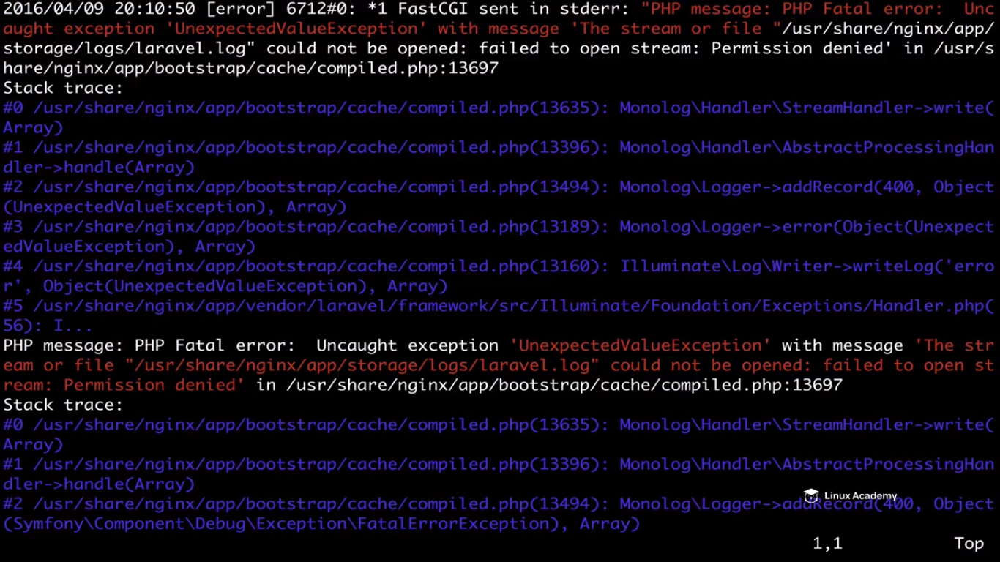 2016/04/09 20:10:50 [error] 6712#0: *1 FastCGI sent in stderr: "PHP message: PHP Fatal error:  Unc
aught exception 'UnexpectedValueException' with message 'The stream or file "/usr/share/nginx/app/
storage/logs/laravel.log" could not be opened: failed to open stream: Permission denied' in /usr/s
hare/nginx/app/bootstrap/cache/compiled.php:13697
Stack trace:
#0 /usr/share/nginx/app/bootstrap/cache/compiled.php(13635): Monolog\Handler\StreamHandler->write(
Array)
#1 /usr/share/nginx/app/bootstrap/cache/compiled.php(13396): Monolog\Handler\AbstractProcessingHan
dler->handle(Array)
#2 /usr/share/nginx/app/bootstrap/cache/compiled.php(13494): Monolog\Logger->addRecord(400, Object
(UnexpectedValueException), Array)
#3 /usr/share/nginx/app/bootstrap/cache/compiled.php(13189): Monolog\Logger->error(Object(Unexpect
edValueException), Array)
#4 /usr/share/nginx/app/bootstrap/cache/compiled.php(13160): Illuminate\Log\Writer->writeLog('erro
r', Object(UnexpectedValueException), Array)
#5 /usr/share/nginx/app/vendor/laravel/framework/src/Illuminate/Foundation/Exceptions/Handler.php(
56): I...
PHP message: PHP Fatal error:  Uncaught exception 'UnexpectedValueException' with message 'The str
eam or file "/usr/share/nginx/app/storage/logs/laravel.log" could not be opened: failed to open st
ream: Permission denied' in /usr/share/nginx/app/bootstrap/cache/compiled.php:13697
Stack trace:
#0 /usr/share/nginx/app/bootstrap/cache/compiled.php(13635): Monolog\Handler\StreamHandler->write(
Array)
#1 /usr/share/nginx/app/bootstrap/cache/compiled.php(13396): Monolog\Handler\AbstractProcessingHan
dler->handle(Array)
Linux Academy
#2 /usr/share/nginx/app/bootstrap/cache/compiled.php(13494): Monolog\Logger->addRecord(400, Object
(Symfony\Component\Debug\Exception\FatalErrorException), Array)
1,1 Top